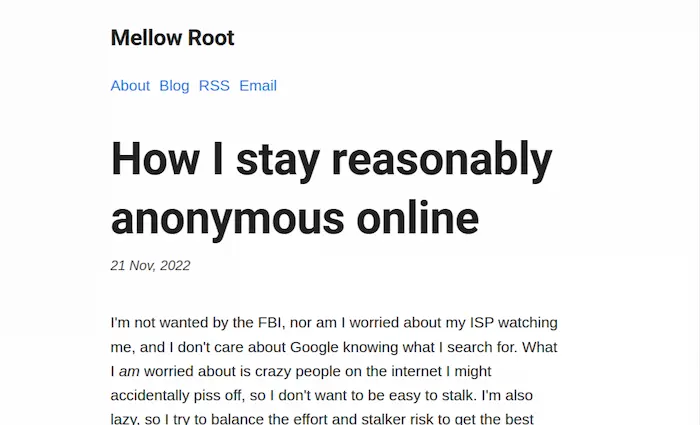 Mellow Root
About Blog RSS Email
How I stay reasonably
anonymous online
21 Nov, 2022
I'm not wanted by the FBI, nor am I worried about my ISP watching
me, and I don't care about Google knowing what I search for. What
I am worried about is crazy people on the internet I might
accidentally piss off, so I don't want to be easy to stalk. I'm also
lazy, so I try to balance the effort and stalker risk to get the best